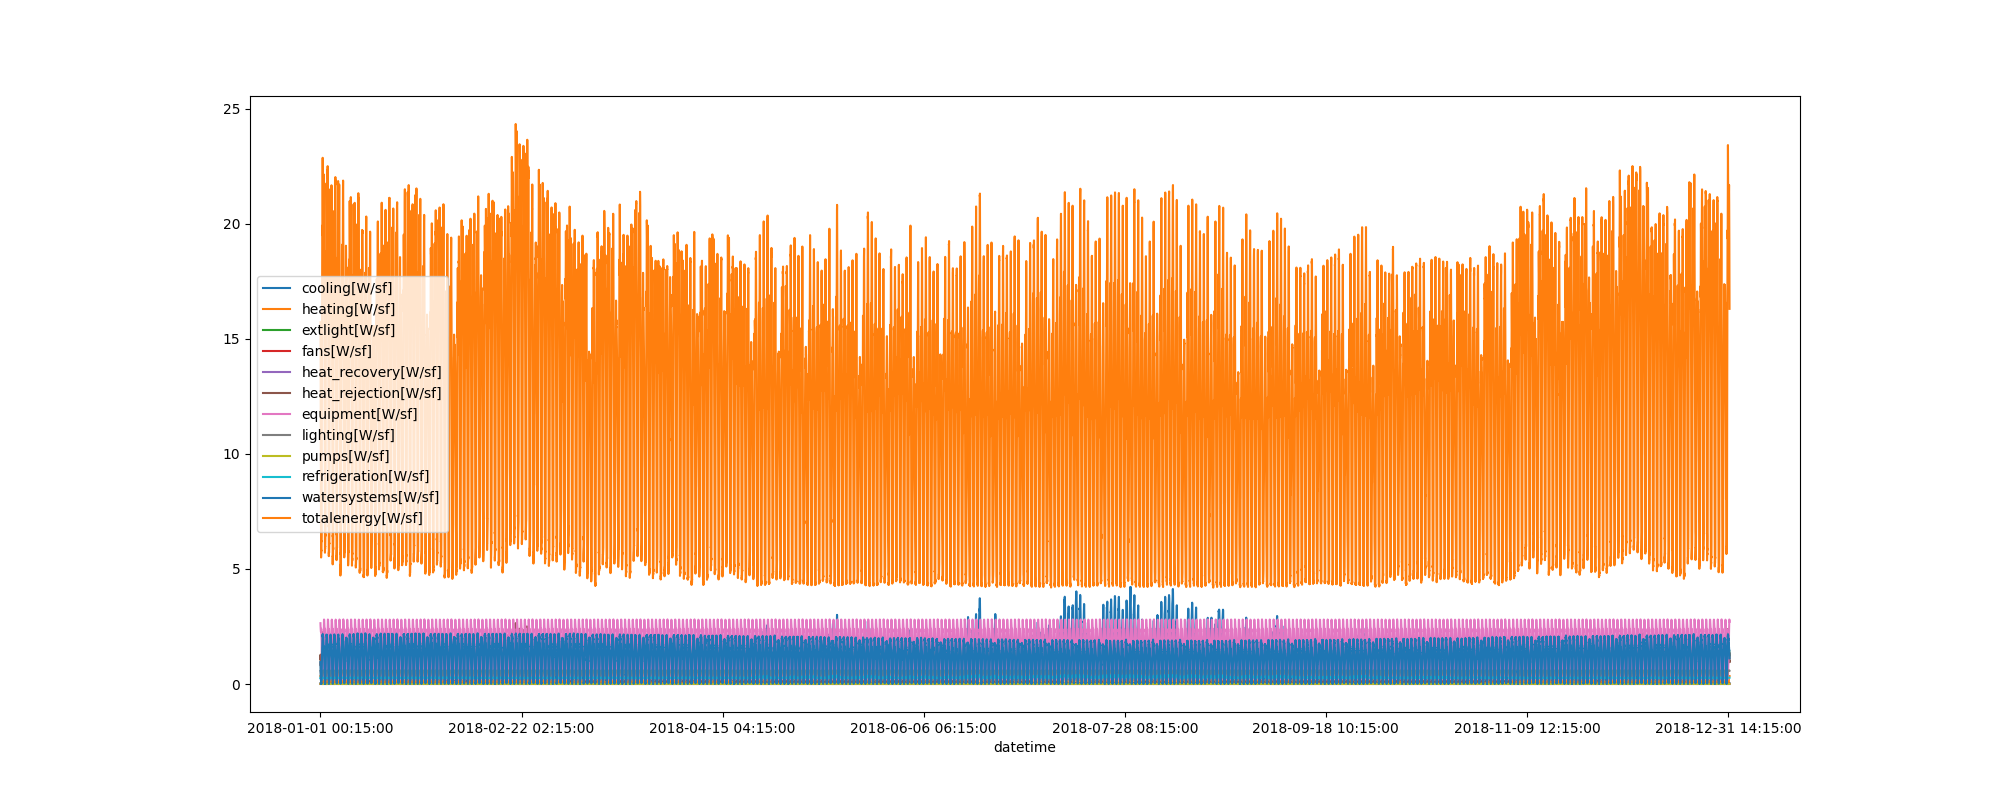 25
20
15
10
5
0
cooling[W/sf]
heating[W/sf]
extlight[W/sf]
fans[W/sf]
heat_recovery[W/sf]
heat_rejection[W/sf]
equipment[W/sf]
lighting[W/sf]
pumps[W/sf]
refrigeration[W/sf]
watersystems[W/sf]
totalenergy[W/sf]
2018-01-01 00:15:00 2018-02-22 02:15:00 2018-04-15 04:15:00 2018-06-06 06:15:00 2018-07-28 08:15:00 2018-09-18 10:15:00 2018-11-09 12:15:00 2018-12-31 14:15:00
datetime